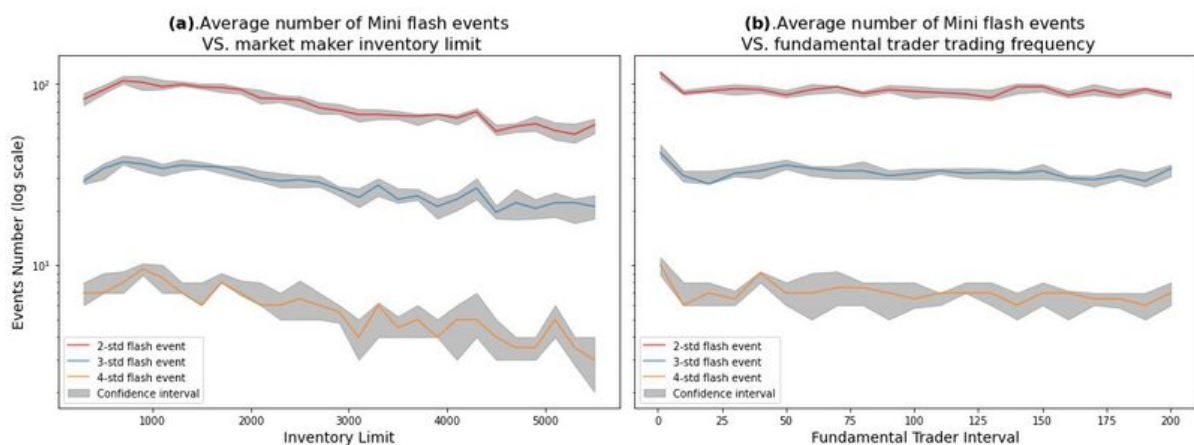 (a).Average number of Mini flash events
VS. market maker inventory limit
Events Number (log scale)
10²
10¹
2-std flash event
3-std flash event
4-std flash event
Confidence interval
1000 2000 3000 4000 5000
Inventory Limit
(b).Average number of Mini flash events
VS. fundamental trader trading frequency
2-std flash event
3-std flash event
4-std flash event
Confidence interval
0 25 50 75 100 125 150 175 200
Fundamental Trader Interval